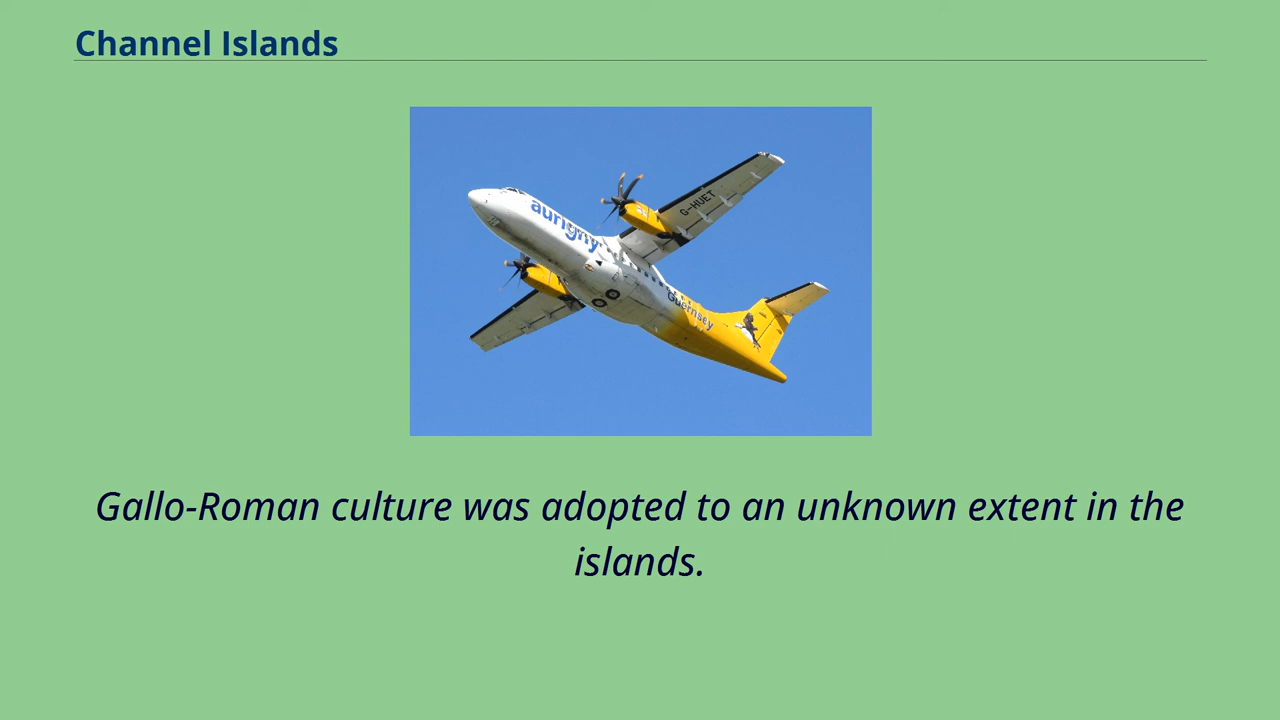 Channel Islands
G-HUET
aurigny
Guernsey
Gallo-Roman culture was adopted to an unknown extent in the
islands.